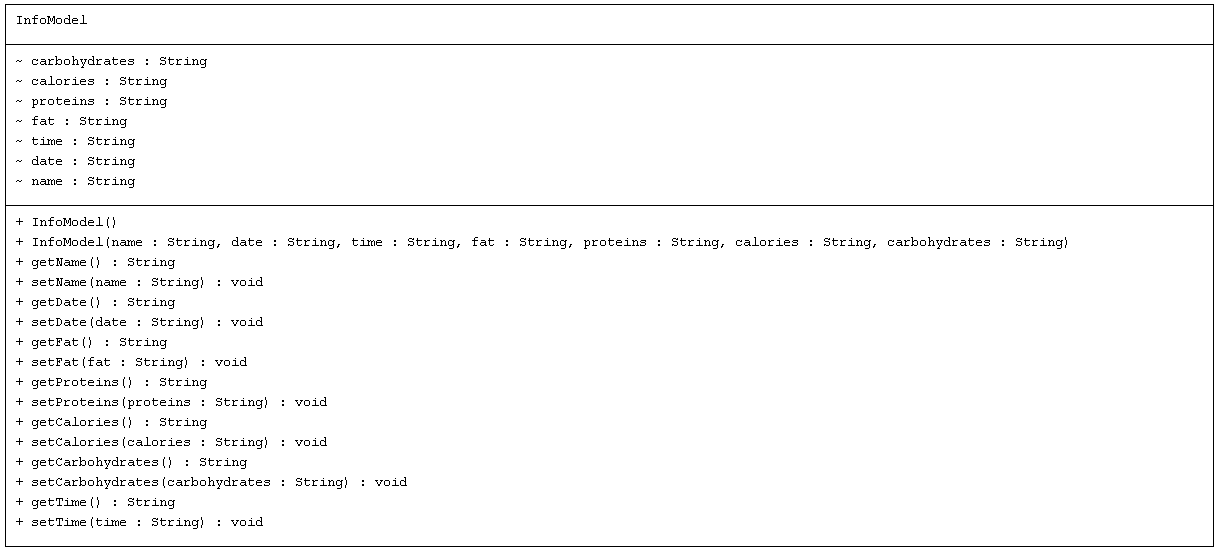 InfoModel
~ carbohydrates : String
~ calories : String
~ proteins : String
~ fat : String
~ time : String
~ date : String
~ name : String
+ InfoModel()
+ InfoModel(name : String, date : String, time : String, fat : String, proteins : String, calories : String, carbohydrates : String)
+ getName() : String
+ setName(name : String) : void
+ getDate() : String
+ setDate(date : String) : void
+ getFat() : String
+ setFat(fat : String) : void
+ getProteins() : String
+ setProteins(proteins : String) : void
+ getCalories() : String
+ setCalories(calories : String) : void
+ getCarbohydrates() : String
+ setCarbohydrates(carbohydrates : String) : void
+ getTime() : String
+ setTime(time : String) : void